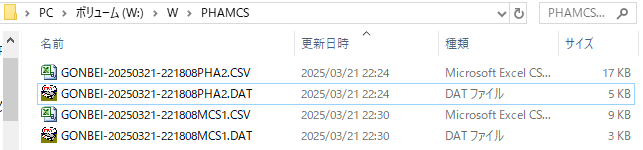 PC › ボリューム (W:) › W › PHAMCS
PHAMCS...
名前 更新日時 種類 サイズ
GONBEI-20250321-221808PHA2.CSV 2025/03/21 22:24 Microsoft Excel CS... 17 KB
GONBEI-20250321-221808PHA2.DAT 2025/03/21 22:24 DAT ファイル 5 KB
GONBEI-20250321-221808MCS1.CSV 2025/03/21 22:30 Microsoft Excel CS... 9 KB
GONBEI-20250321-221808MCS1.DAT 2025/03/21 22:30 DAT ファイル 3 KB